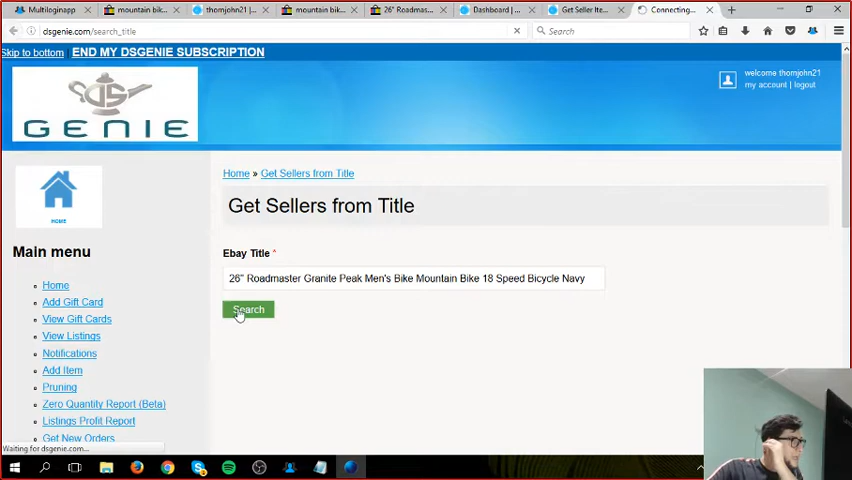 Multiloginapp
mountain bik...
thornjohn21 |...
mountain bik...
26" Roadmas...
Dashboard |...
Get Seller Ite...
Connecting...
dsgenie.com/search_title
Search
Skip to bottom | END MY DSGENIE SUBSCRIPTION
DS
GENIE
welcome thornjohn21
my account | logout
HOME
Home » Get Sellers from Title
Get Sellers from Title
Main menu
Ebay Title *
26" Roadmaster Granite Peak Men's Bike Mountain Bike 18 Speed Bicycle Navy
Search
Home
Add Gift Card
View Gift Cards
View Listings
Notifications
Add Item
Pruning
Zero Quantity Report (Beta)
Listings Profit Report
Get New Orders
Waiting for dsgenie.com...